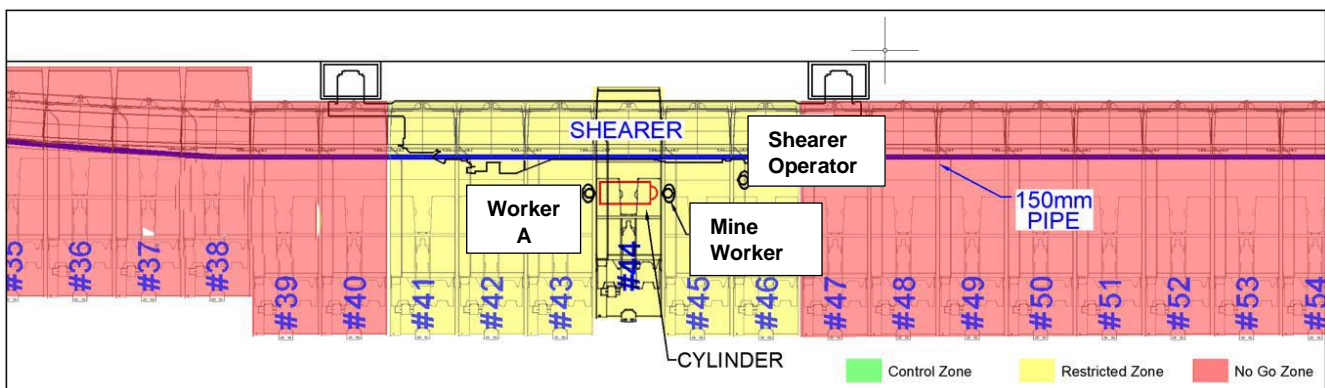 SHEARER
Shearer
Operator
Worker
A
Mine
Worker
150mm
PIPE
#35
#36
#37
#38
#39
#40
#41
#42
#43
#44
#45
#46
#47
#48
#49
#50
#51
#52
#53
#54
CYLINDER
Control Zone
Restricted Zone
No Go Zone